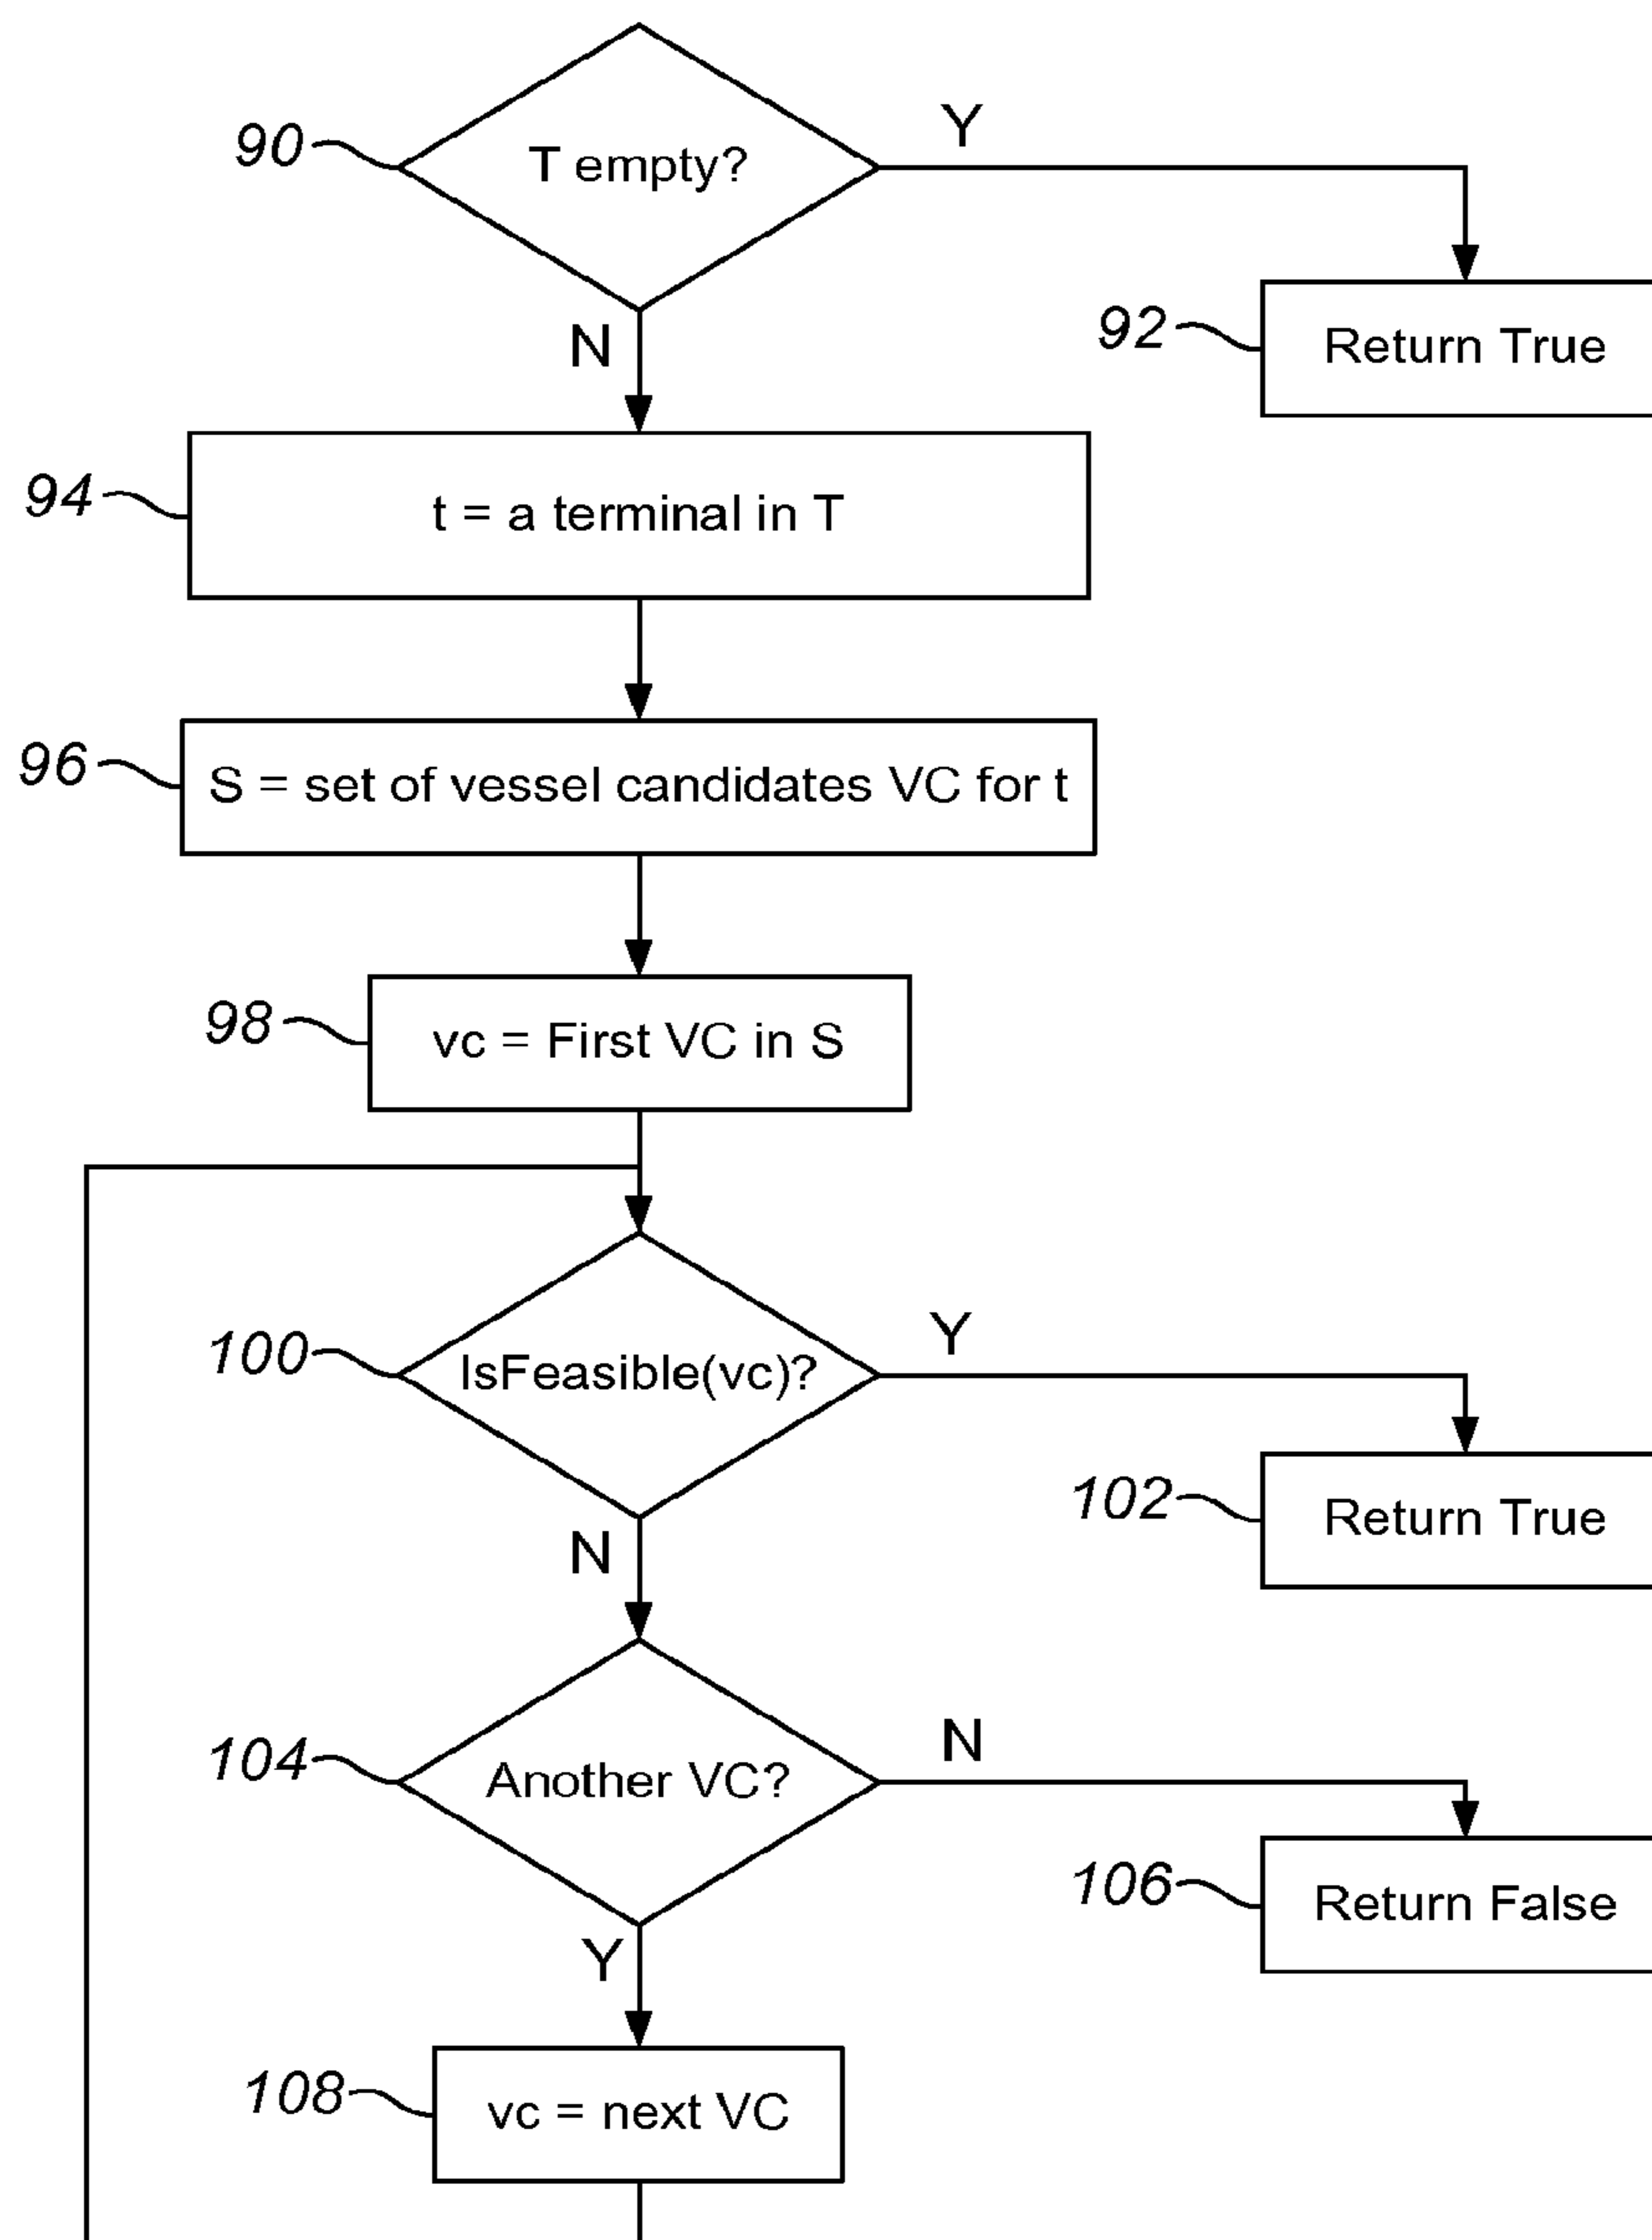 90
T empty?
Y
92
Return True
N
94
t = a terminal in T
96
S = set of vessel candidates VC for t
98
vc = First VC in S
100
IsFeasible(vc)?
Y
102
Return True
N
104
Another VC?
N
106
Return False
Y
108
vc = next VC